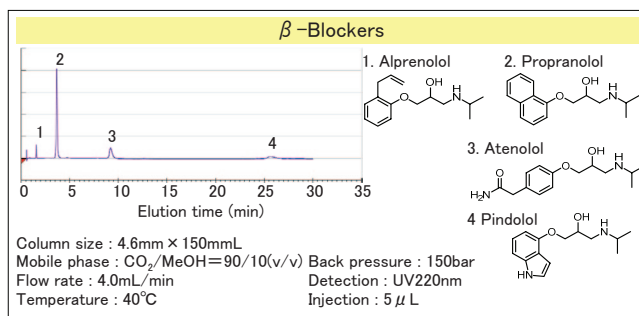 β-Blockers
1. Alprenolol
2. Propranolol
3. Atenolol
4 Pindolol
2
1
3
4
0 5 10 15 20 25 30 35
Elution time (min)
OH
O
H
N
OH
O
H
N
O
H₂N
O
OH
H
N
OH
O
H
N
N
H
Column size : 4.6mm×150mmL
Mobile phase : CO₂/MeOH=90/10(v/v) Back pressure : 150bar
Flow rate : 4.0mL/min Detection : UV220nm
Temperature : 40℃ Injection : 5μL